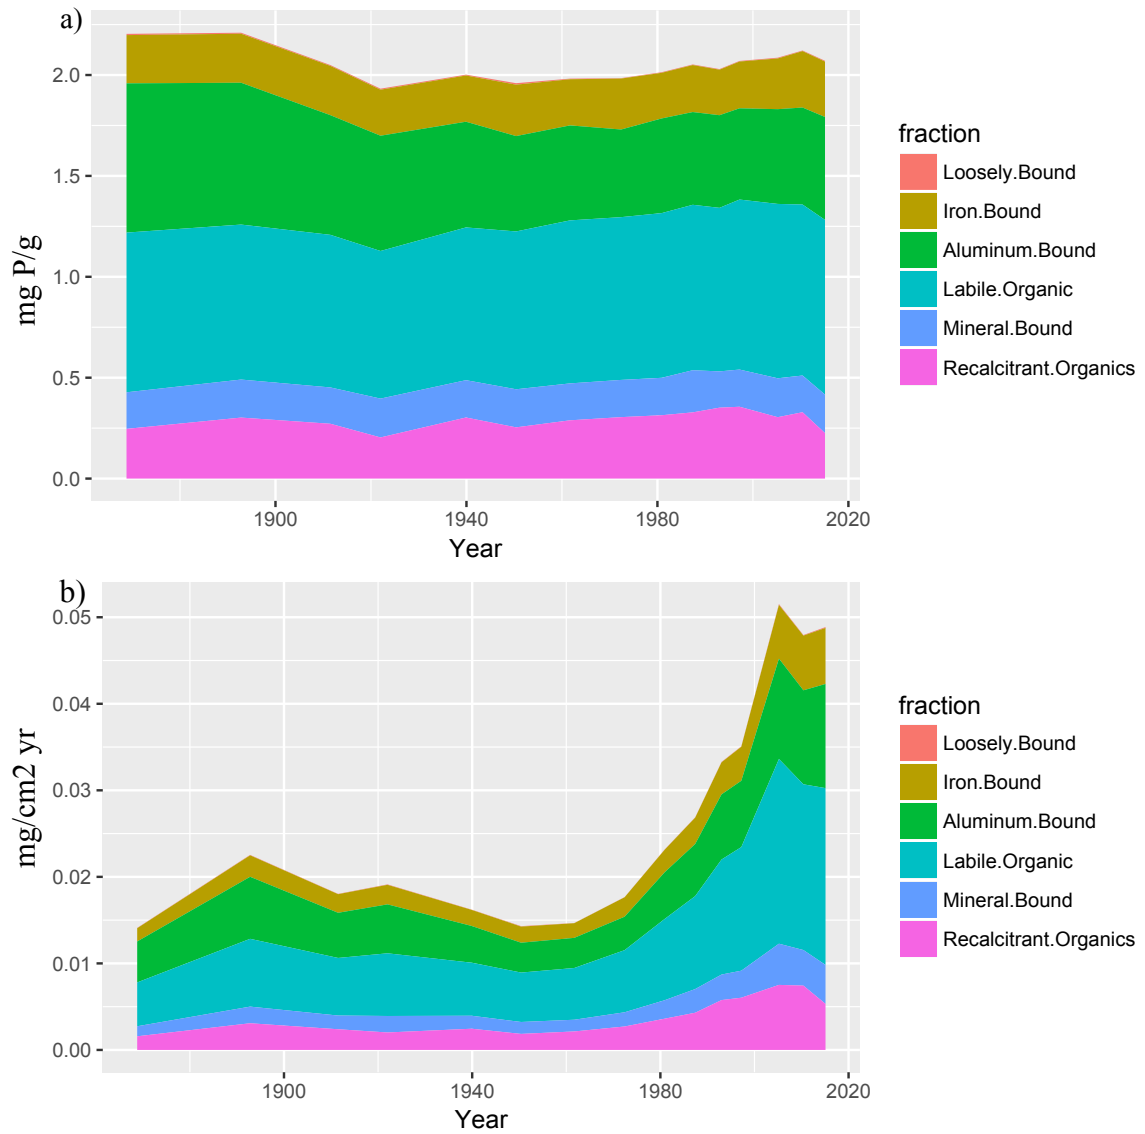 a)
mg P/g
2.0
1.5
1.0
0.5
0.0
1900 1940 1980 2020
Year
fraction
Loosely.Bound
Iron.Bound
Aluminum.Bound
Labile.Organic
Mineral.Bound
Recalcitrant.Organics
b)
mg/cm2 yr
0.05
0.04
0.03
0.02
0.01
0.00
1900 1940 1980 2020
Year
fraction
Loosely.Bound
Iron.Bound
Aluminum.Bound
Labile.Organic
Mineral.Bound
Recalcitrant.Organics